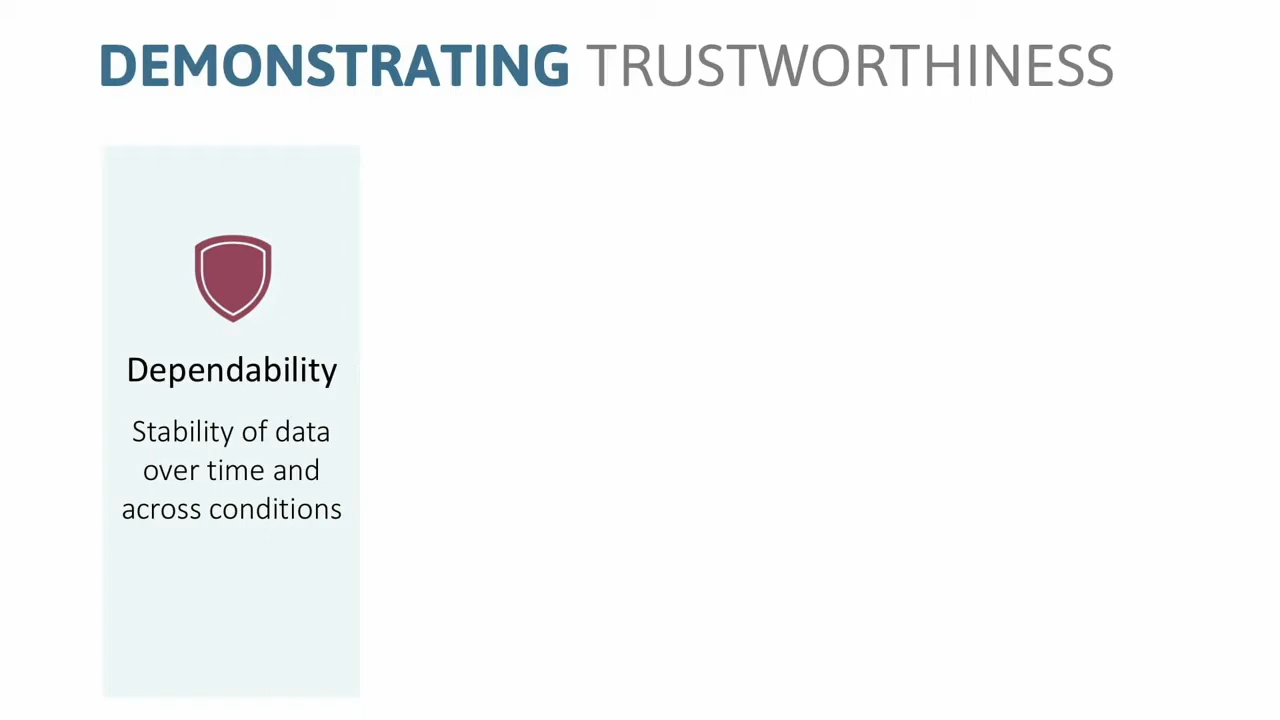 DEMONSTRATING TRUSTWORTHINESS
Dependability
Stability of data
over time and
across conditions